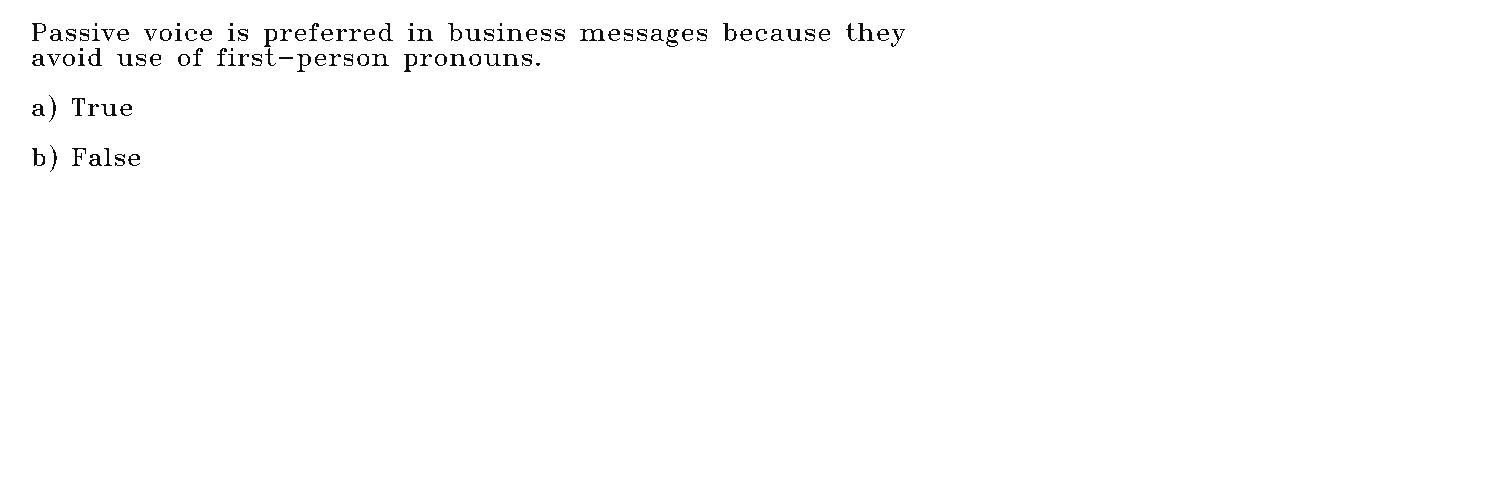 Passive voice is preferred in business messages because they
avoid use of first-person pronouns.
a) True
b) False